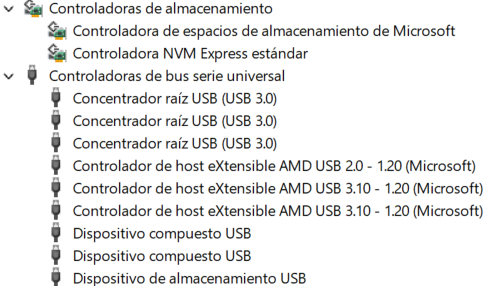 Controladoras de almacenamiento
Controladora de espacios de almacenamiento de Microsoft
Controladora NVM Express estándar
Controladoras de bus serie universal
Concentrador raíz USB (USB 3.0)
Concentrador raíz USB (USB 3.0)
Concentrador raíz USB (USB 3.0)
Controlador de host eXtensible AMD USB 2.0 - 1.20 (Microsoft)
Controlador de host eXtensible AMD USB 3.10 - 1.20 (Microsoft)
Controlador de host eXtensible AMD USB 3.10 - 1.20 (Microsoft)
Dispositivo compuesto USB
Dispositivo compuesto USB
Dispositivo de almacenamiento USB